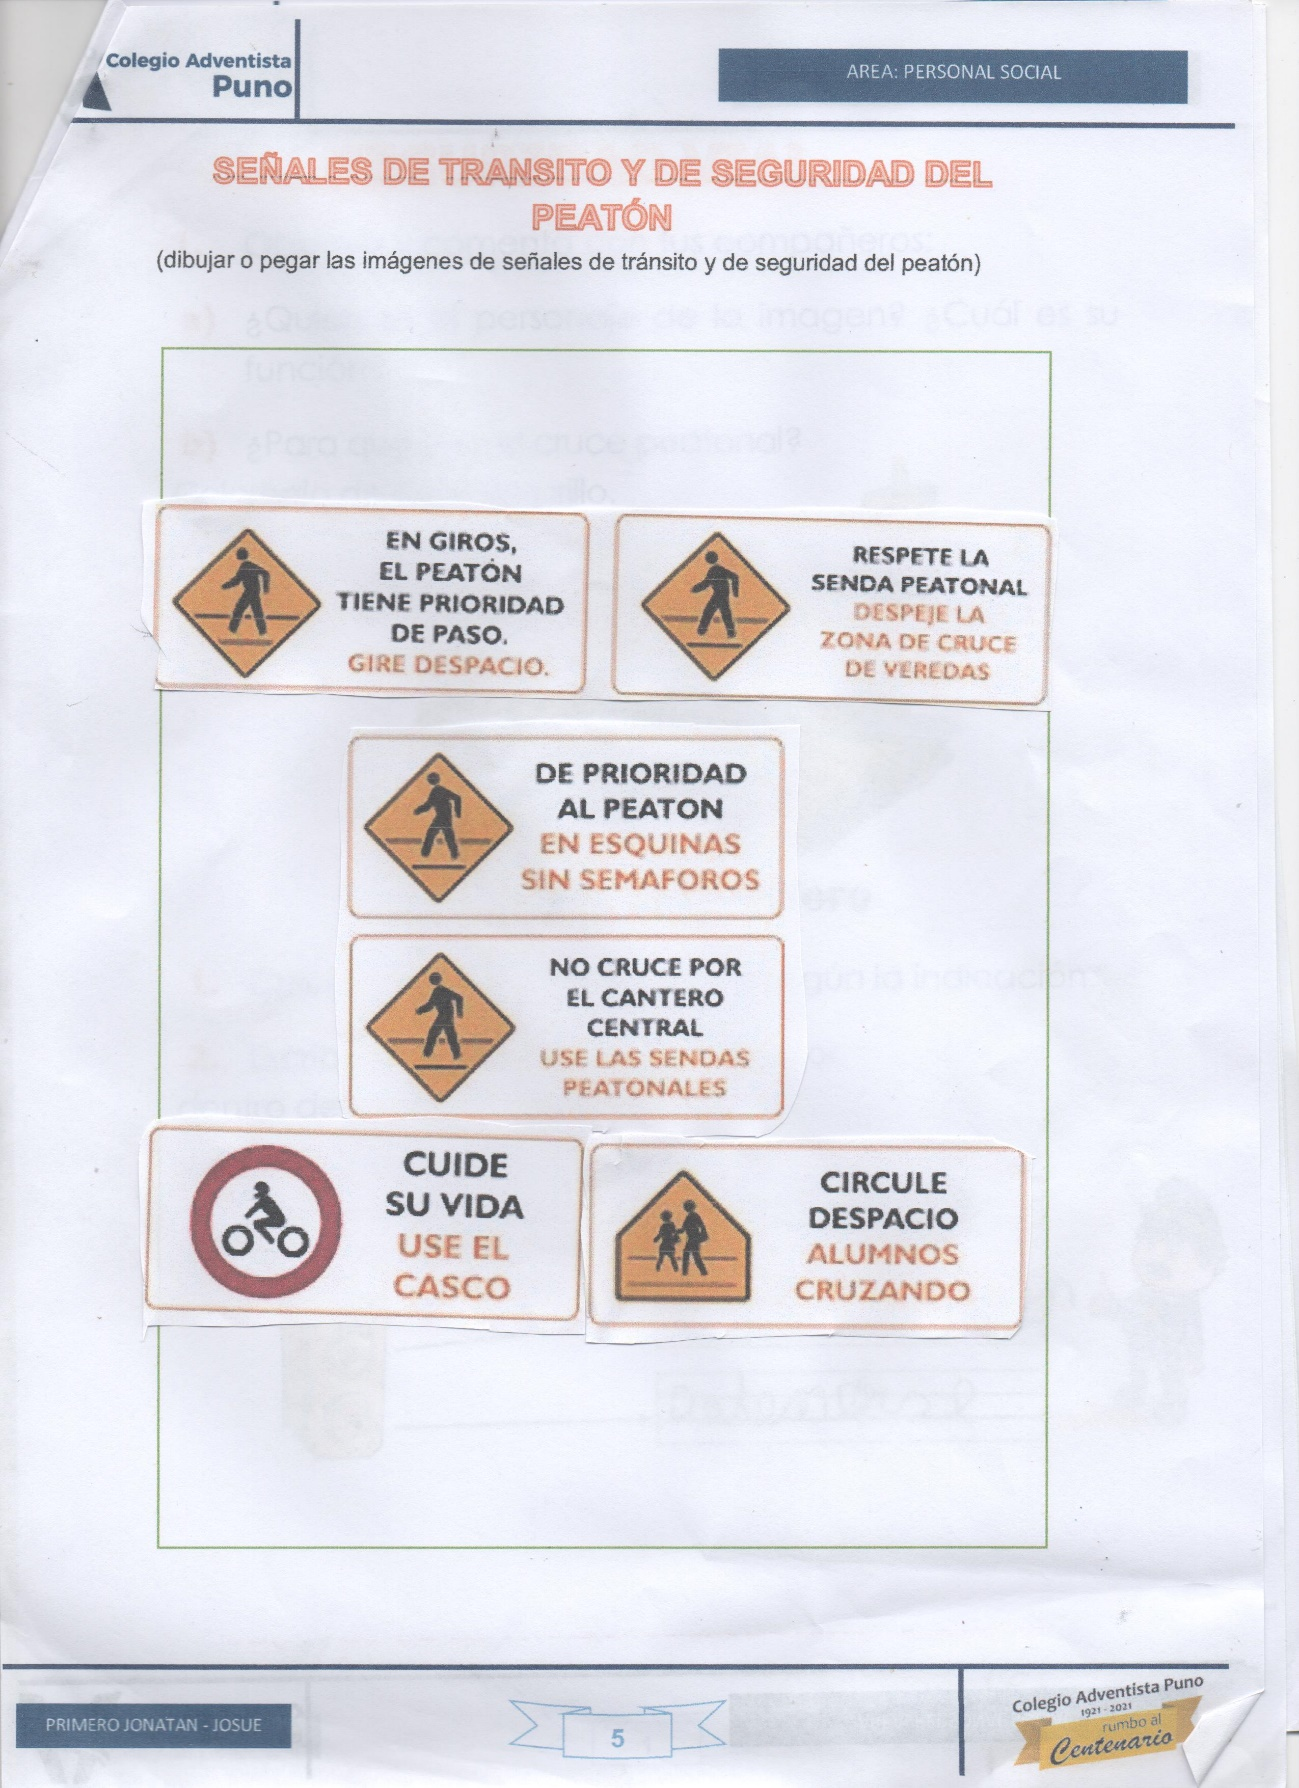 Colegio Adventista
Puno
AREA: PERSONAL SOCIAL
SEÑALES DE TRANSITO Y DE SEGURIDAD DEL
PEATÓN
(dibujar o pegar las imágenes de señales de tránsito y de seguridad del peatón)
EN GIROS,
EL PEATÓN
TIENE PRIORIDAD
DE PASO.
GIRE DESPACIO.
RESPETE LA
SENDA PEATONAL
DESPEJE LA
ZONA DE CRUCE
DE VEREDAS
DE PRIORIDAD
AL PEATON
EN ESQUINAS
SIN SEMAFOROS
NO CRUCE POR
EL CANTERO
CENTRAL
USE LAS SENDAS
PEATONALES
CUIDE
SU VIDA
USE EL
CASCO
CIRCULE
DESPACIO
ALUMNOS
CRUZANDO
PRIMERO JONATAN - JOSUE
5
Colegio Adventista Puno
1921 - 2021
rumbo al
Centenario